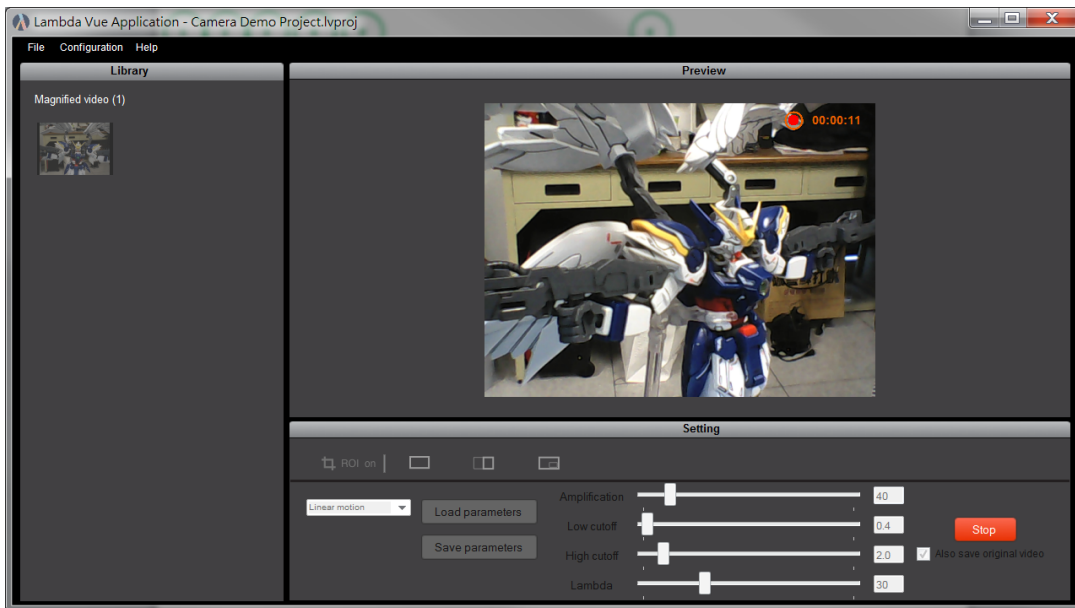 Lambda Vue Application - Camera Demo Project.lvproj
File Configuration Help
Library
Magnified video (1)
Preview
00:00:11
Setting
ROI on
Linear motion
Load parameters
Save parameters
Amplification 40
Low cutoff 0.4
High cutoff 2.0
Lambda 30
Stop
Also save original video